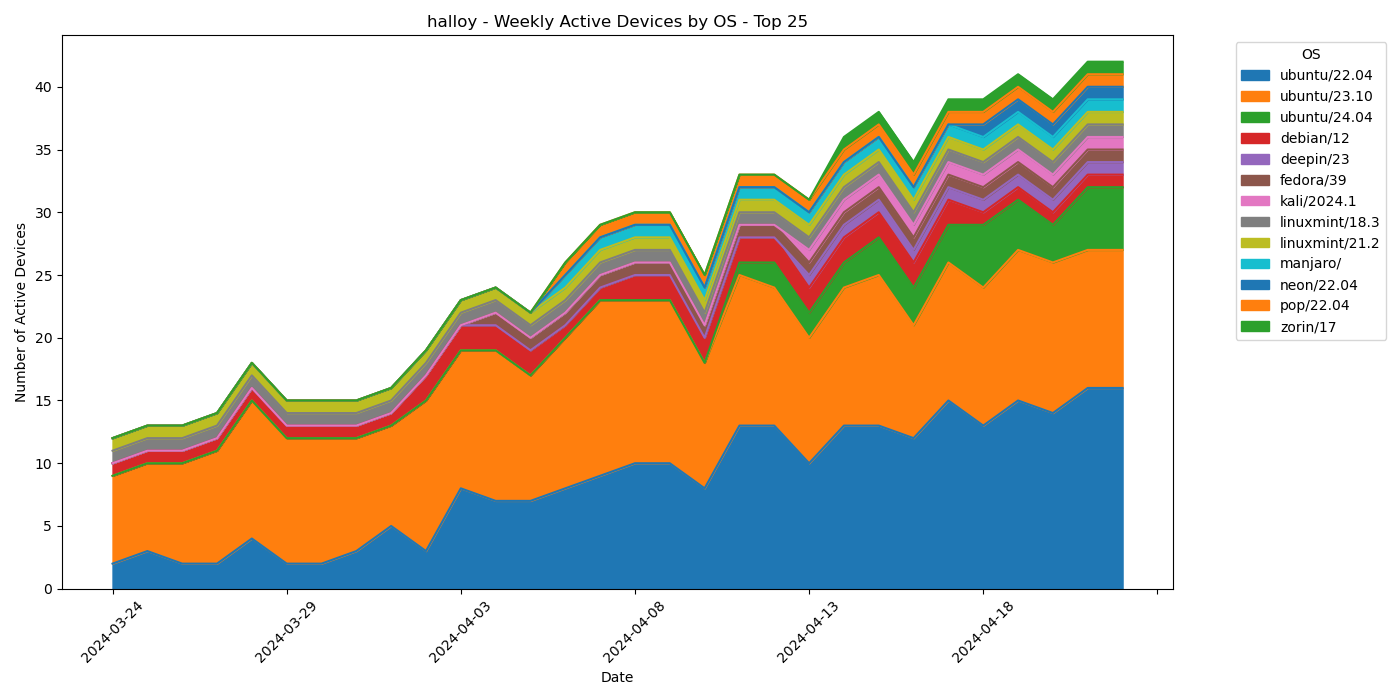 halloy - Weekly Active Devices by OS - Top 25
Number of Active Devices
40
35
30
25
20
15
10
5
0
2024-03-24
2024-03-29
2024-04-03
2024-04-08
2024-04-13
2024-04-18
Date
OS
ubuntu/22.04
ubuntu/23.10
ubuntu/24.04
debian/12
deepin/23
fedora/39
kali/2024.1
linuxmint/18.3
linuxmint/21.2
manjaro/
neon/22.04
pop/22.04
zorin/17